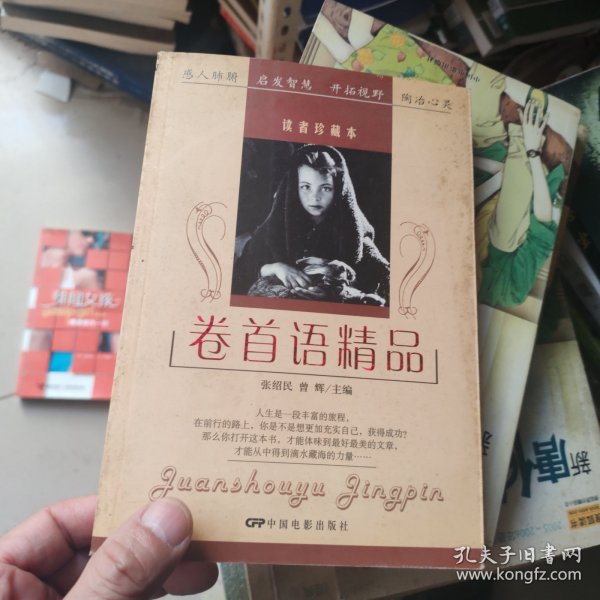 感人肺腑 启发智慧 开拓视野 陶冶心灵
读者珍藏本
卷首语精品
张绍民 曾 辉/主编
人生是一段丰富的旅程,
在前行的路上,你是不是想更加充实自己,获得成功?
那么你打开这本书,才能体味到最好最美的文章,
才能从中得到滴水藏海的力量……
Juanshouyu Jingpin
CFP 中国电影出版社
新
唐
孔夫子旧书网
www.kongfz.com